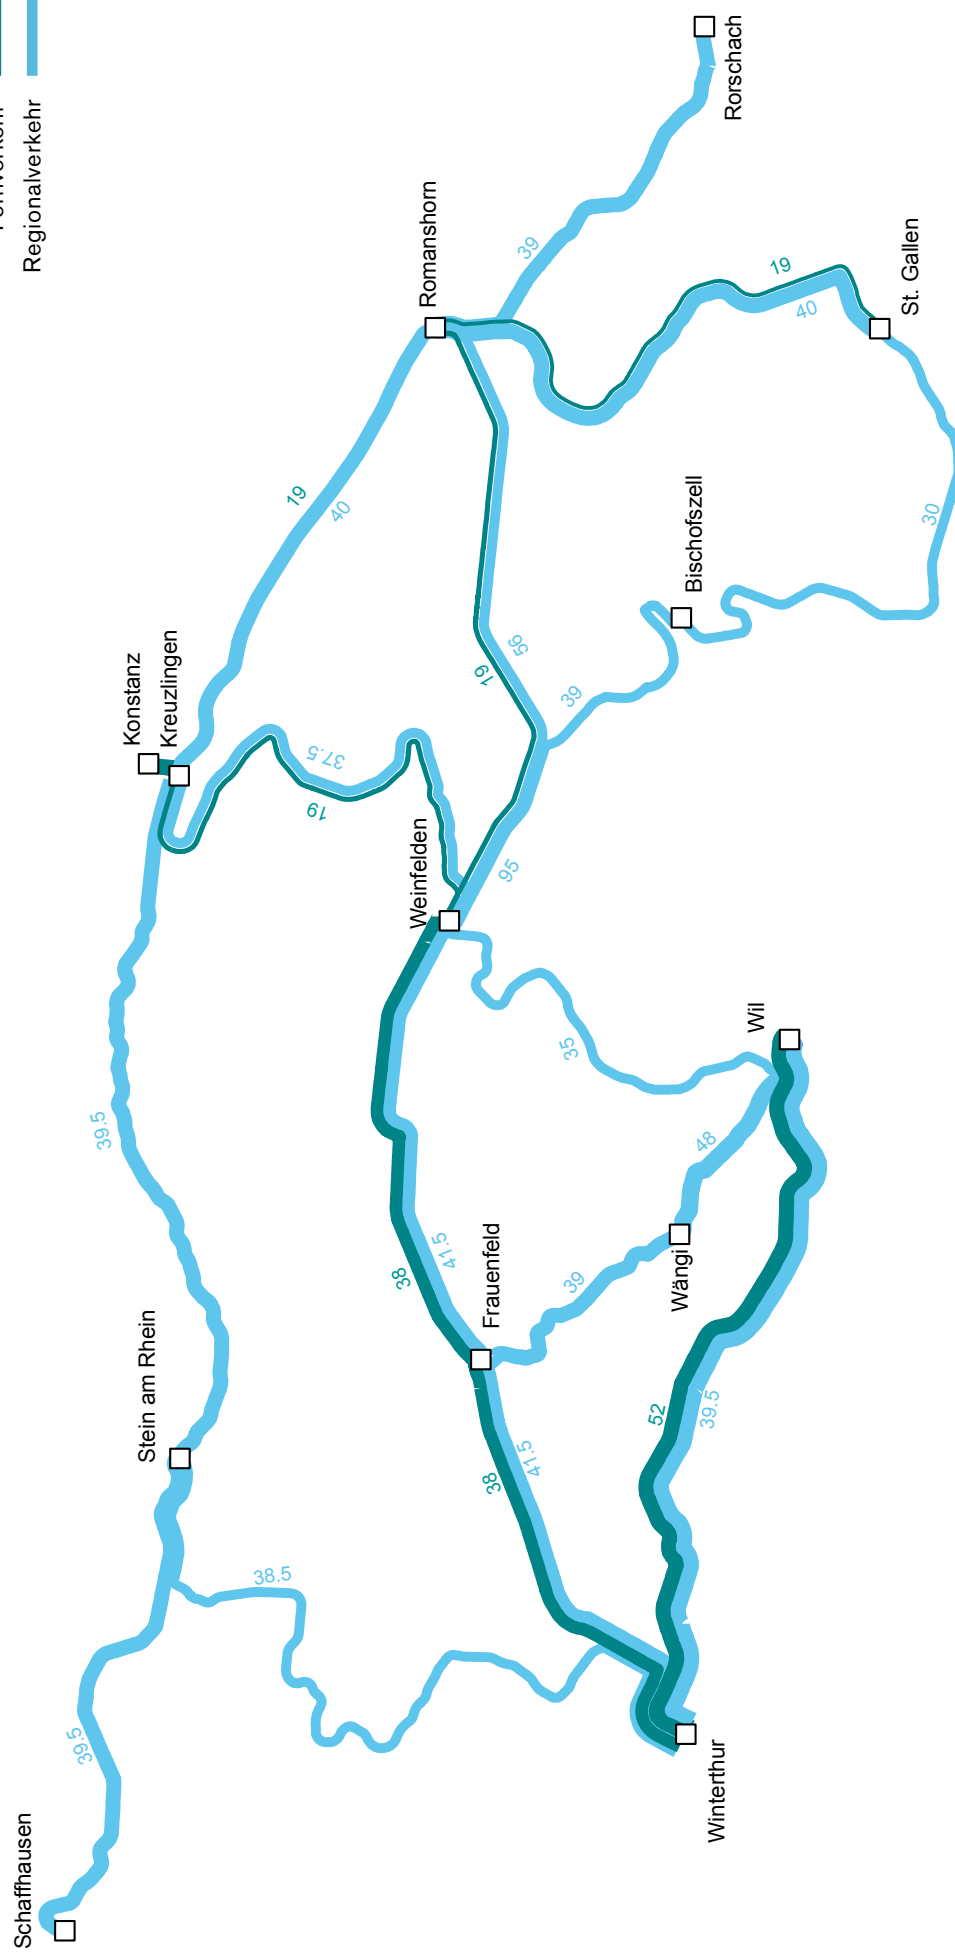 Regionalverkehr
Rorschach
Romanshorn
39
19
40
St. Gallen
19
40
30
Bischofszell
Konstanz
Kreuzlingen
37.5
19
56
19
39
Weinfelden
95
Wil
35
39.5
48
Frauenfeld
41.5
38
39
Wängi
Stein am Rhein
52
39.5
38
41.5
38.5
39.5
Schaffhausen
Winterthur